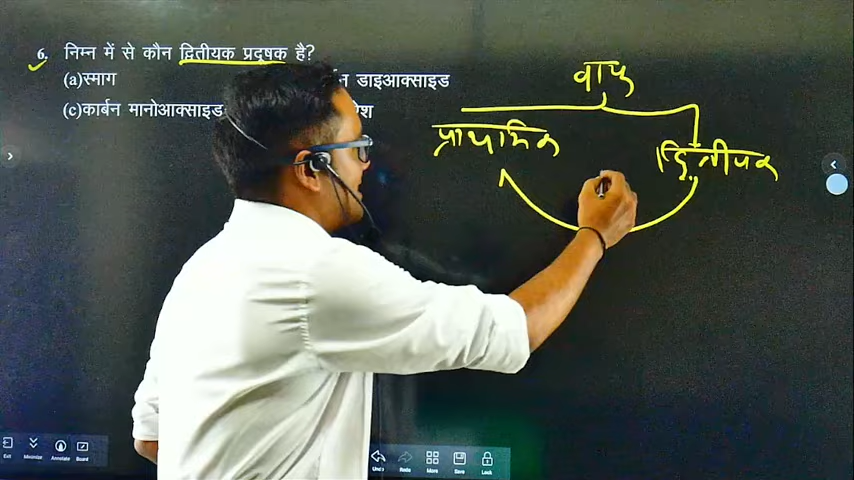 6. निम्न में से कौन द्वितीयक प्रदूषक है?
(a)स्माग
डाइआक्साइड
(c)कार्बन मानोआक्साइड
वायु
प्राथमिक
द्वितीयक
Exit
Minimize
Annotate
Board
Undo
Redo
More
Save
Lock